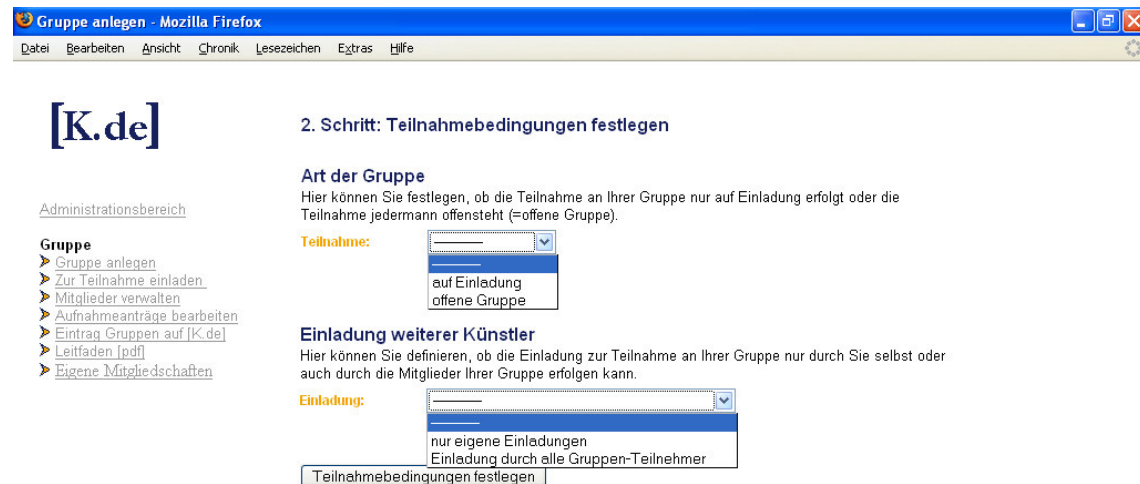 Gruppe anlegen - Mozilla Firefox
Datei Bearbeiten Ansicht Chronik Lesezeichen Extras Hilfe
[K.de]
Administrationsbereich
Gruppe
Gruppe anlegen
Zur Teilnahme einladen
Mitglieder verwalten
Aufnahmeanträge bearbeiten
Eintrag Gruppen auf [K.de]
Leitfaden [pdf]
Eigene Mitgliedschaften
2. Schritt: Teilnahmebedingungen festlegen
Art der Gruppe
Hier können Sie festlegen, ob die Teilnahme an Ihrer Gruppe nur auf Einladung erfolgt oder die
Teilnahme jedermann offensteht (=offene Gruppe).
Teilnahme:
auf Einladung
offene Gruppe
Einladung weiterer Künstler
Hier können Sie definieren, ob die Einladung zur Teilnahme an Ihrer Gruppe nur durch Sie selbst oder
auch durch die Mitglieder Ihrer Gruppe erfolgen kann.
Einladung:
nur eigene Einladungen
Einladung durch alle Gruppen-Teilnehmer
Teilnahmebedingungen festlegen